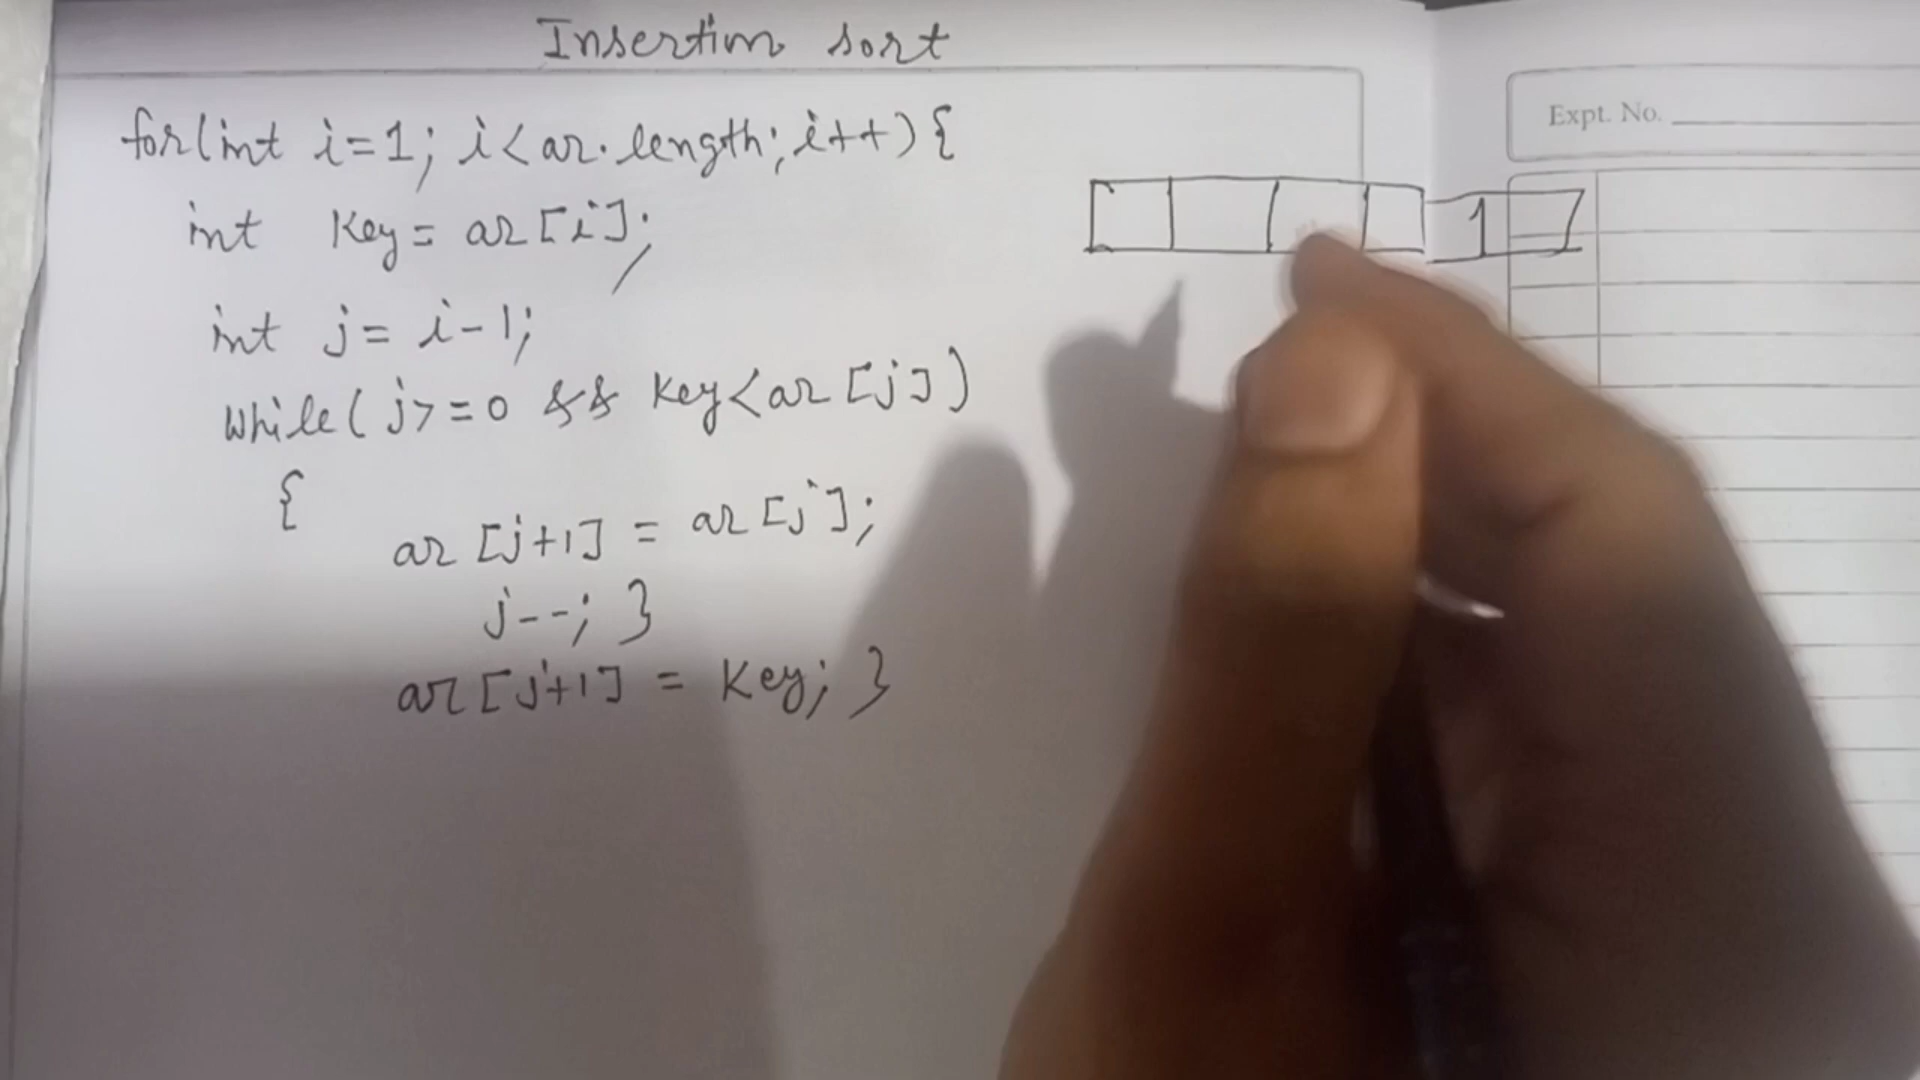 Insertion sort
for(int i=1; i<ar.length; i++){
int Key = ar[i];
int j = i-1;
While( j>=0 && Key<ar[j])
{
ar[j+1] = ar[j];
j--; }
ar[j+1] = Key; }
Expt. No.